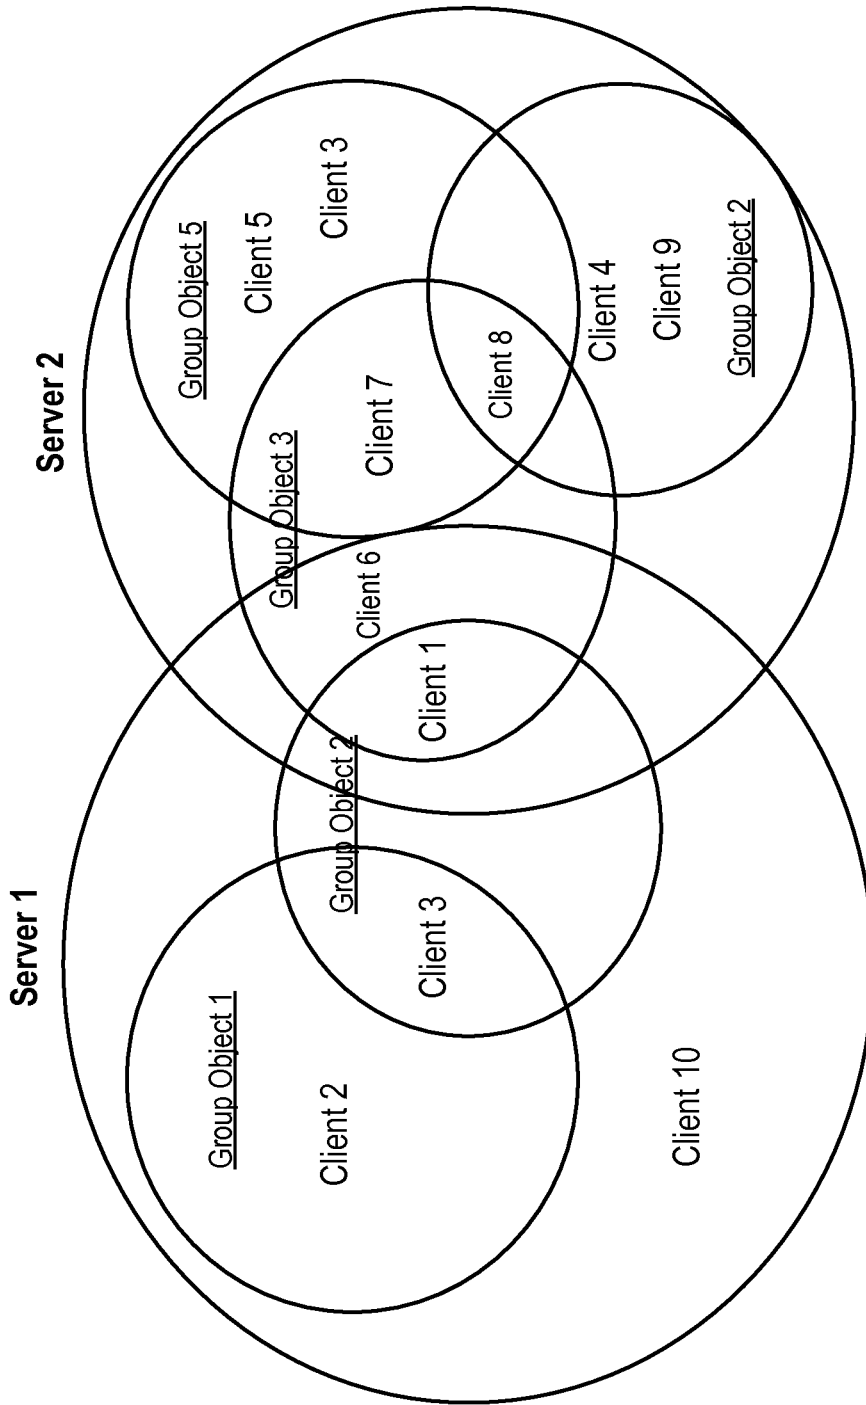 Server 1
Server 2
Group Object 1
Client 2
Group Object 2
Client 3
Client 1
Group Object 3
Client 6
Client 7
Group Object 5
Client 5
Client 3
Client 8
Client 4
Client 9
Group Object 2
Client 10